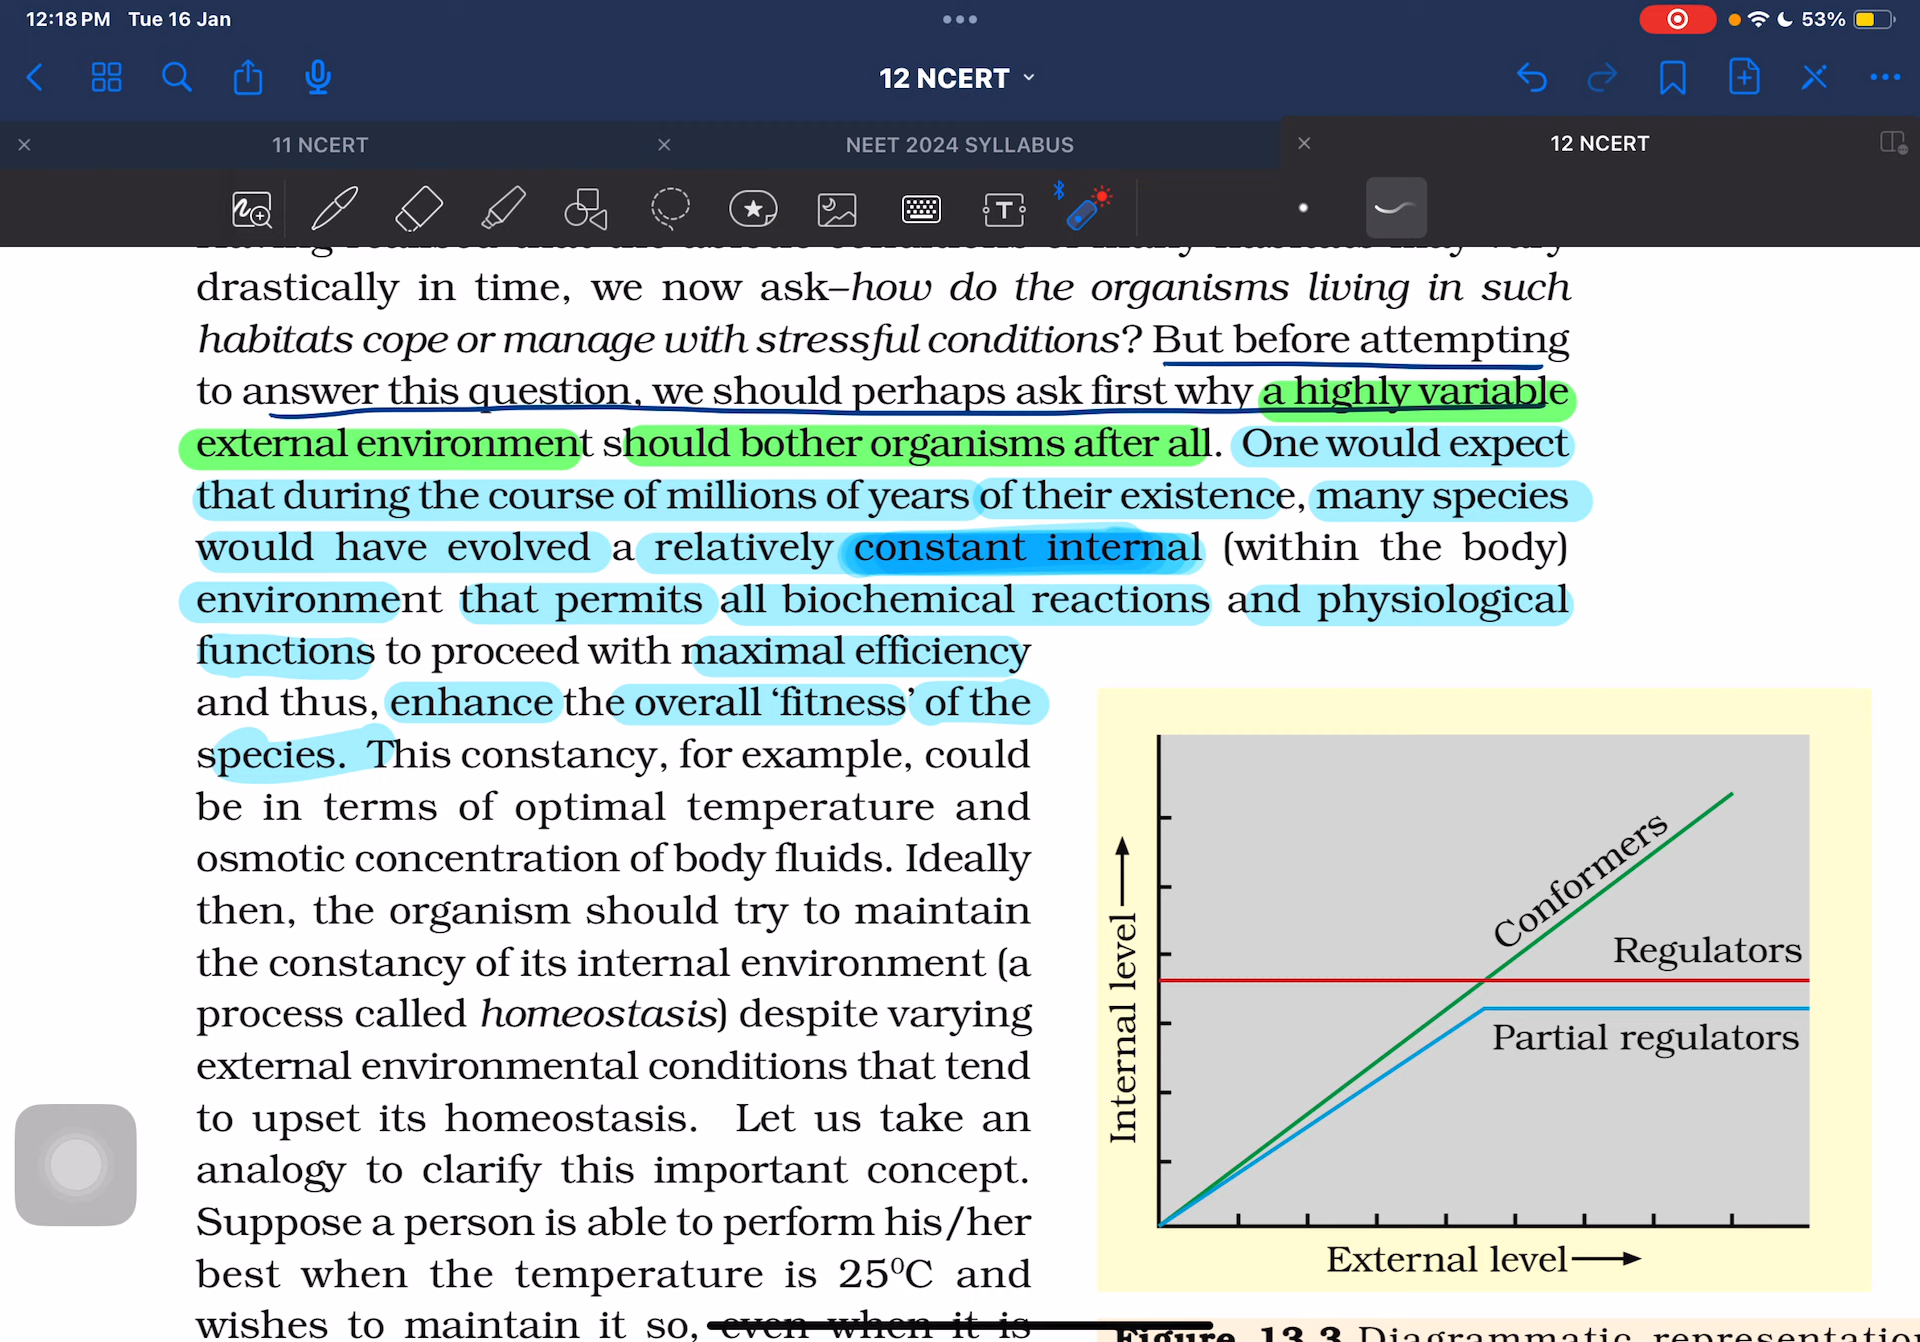 12:18 PM Tue 16 Jan
53%
12 NCERT
11 NCERT
NEET 2024 SYLLABUS
12 NCERT
drastically in time, we now ask–how do the organisms living in such
habitats cope or manage with stressful conditions? But before attempting
to answer this question, we should perhaps ask first why a highly variable
external environment should bother organisms after all. One would expect
that during the course of millions of years of their existence, many species
would have evolved a relatively constant internal (within the body)
environment that permits all biochemical reactions and physiological
functions to proceed with maximal efficiency
and thus, enhance the overall ‘fitness’ of the
species. This constancy, for example, could
be in terms of optimal temperature and
osmotic concentration of body fluids. Ideally
then, the organism should try to maintain
the constancy of its internal environment (a
process called homeostasis) despite varying
external environmental conditions that tend
to upset its homeostasis. Let us take an
analogy to clarify this important concept.
Suppose a person is able to perform his/her
best when the temperature is 25⁰C and
wishes to maintain it so, even when it is
Conformers
Regulators
Partial regulators
Internal level
External level
Figure 13.3 Diagrammatic